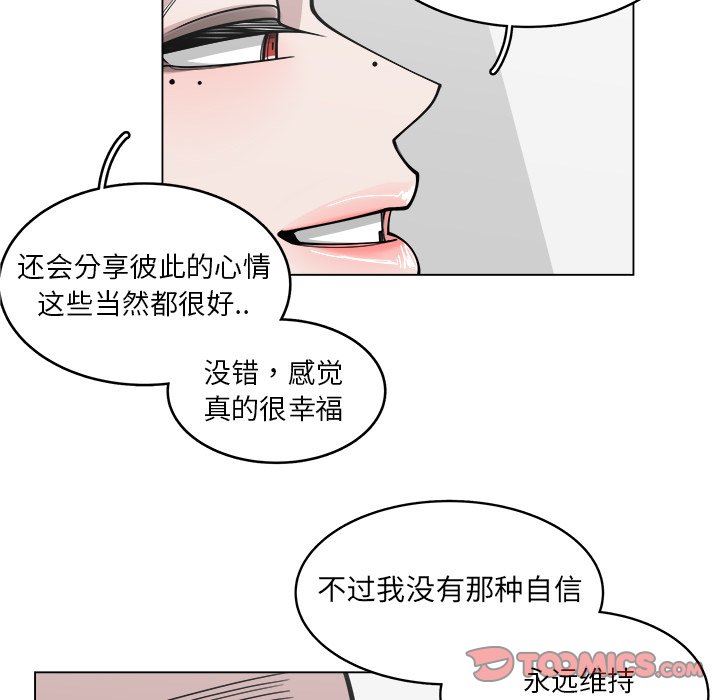 还会分享彼此的心情
这些当然都很好..
没错，感觉
真的很幸福
不过我没有那种自信
永远维持
TOOMICS.COM